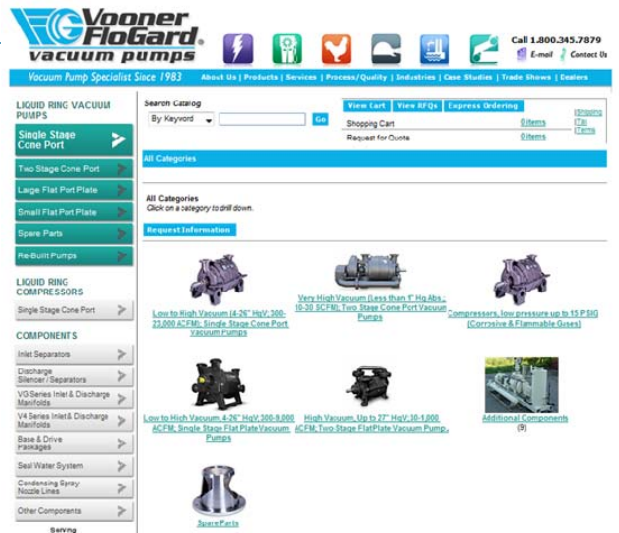 Vooner
FloGard.
vacuum pumps
Call 1.800.345.7879
E-mail
Contact Us
Vacuum Pump Specialist Since 1983
About Us | Products | Services | Process/Quality | Industries | Case Studies | Trade Shows | Dealers
LIQUID RING VACUUM
PUMPS
Single Stage
Cone Port
Two Stage Cone Port
Large Flat Port Plate
Small Flat Port Plate
Spare Parts
Re-Built Pumps
LIQUID RING
COMPRESSORS
Single Stage Cone Port
COMPONENTS
Inlet Separators
Discharge
Silencer / Separators
VG Series Inlet & Discharge
Manifolds
V4 Series Inlet & Discharge
Manifolds
Base & Drive
Packages
Seal Water System
Condensing Spray
Nozzle Lines
Other Components
Serving
Search Catalog
By Keyword
Go
View Cart
View RFQs
Express Ordering
Shopping Cart
0 items
Request for Quote
0 items
Shipping
Tax
Terms
All Categories
All Categories
Click on a category to drill down.
Request Information
Low to High Vacuum (4-26" HgV; 300-
23,000 ACFM); Single Stage Cone Port
Vacuum Pumps
Very High Vacuum (Less than 1" Hg Abs.;
10-30 SCFM); Two Stage Cone Port Vacuum
Pumps
Compressors, low pressure up to 15 PSIG
(Corrosive & Flammable Gases)
Low to High Vacuum, 4-26" HgV; 300-9,000
ACFM; Single Stage Flat Plate Vacuum
Pumps
High Vacuum, Up to 27" HgV; 30-1,000
ACFM; Two Stage Flat Plate Vacuum Pump
Additional Components
(9)
Spare Parts